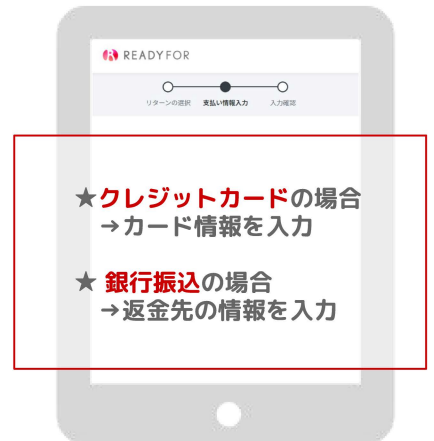 READYFOR
リターンの選択 支払い情報入力 入力確認
★クレジットカードの場合
→カード情報を入力
★ 銀行振込の場合
→返金先の情報を入力